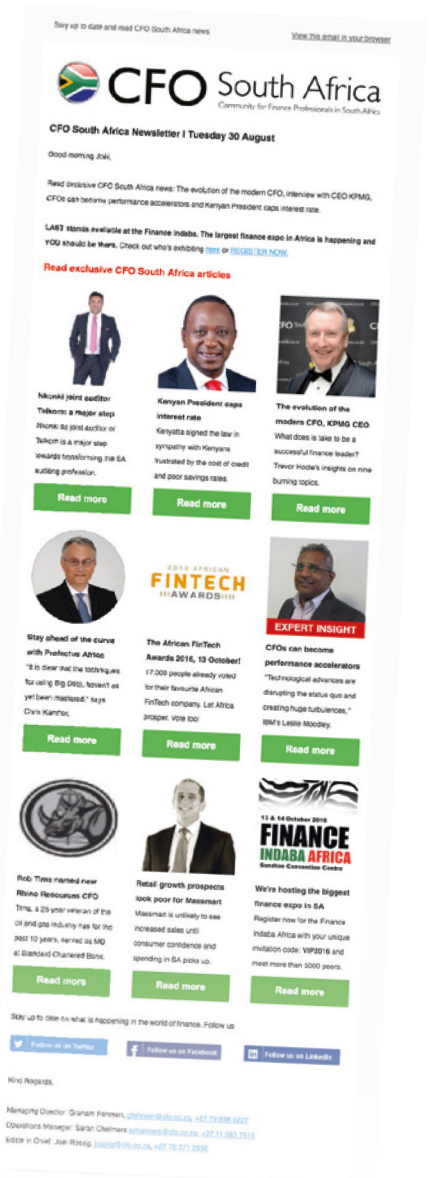 Stay up to date and read CFO South Africa news
View this email in your browser
CFO South Africa
Community for Finance Professionals in South Africa
CFO South Africa Newsletter I Tuesday 30 August
Good morning Joël,
Read exclusive CFO South Africa news: The evolution of the modern CFO, interview with CEO KPMG,
CFOs can become performance accelerators and Kenyan President caps interest rate.
LAST stands available at the Finance Indaba. The largest finance expo in Africa is happening and
YOU should be there. Check out who's exhibiting here or REGISTER NOW.
Read exclusive CFO South Africa articles
Nkonki joint auditor
Telkom: a major step
Nkonki as joint auditor of
Telkom is a major step
towards transforming the SA
auditing profession.
Read more
Kenyan President caps
interest rate
Kenyatta signed the law in
sympathy with Kenyans
frustrated by the cost of credit
and poor savings rates.
Read more
The evolution of the
modern CFO, KPMG CEO
What does is take to be a
successful finance leader?
Trevor Hoole's insights on nine
burning topics.
Read more
Stay ahead of the curve
with Profectus Africa
"It is clear that the techniques
for using Big Data, haven't as
yet been mastered." says
Chris
Read more
2016 AFRICAN
FINTECH
AWARDS
The African FinTech
Awards 2016, 13 October!
17.000 people already voted
for their favourite African
FinTech company. Let Africa
prosper. Vote too!
Read more
EXPERT INSIGHT
CFOs can become
performance accelerators
"Technological advances are
disrupting the status quo and
creating huge turbulences,"
IBM's Leslie Moodley.
Read more
Rob Tims named new
Rhino Resources CFO
Tims, a 25-year veteran of the
oil and gas industry has for the
past 10 years, served as MD
at Standard Chartered Bank.
Read more
Retail growth prospects
look poor for Massmart
Massmart is unlikely to see
increased sales until
consumer confidence and
spending in SA picks up.
Read more
13 & 14 October 2016
FINANCE
INDABA AFRICA
Sandton Convention Centre
We're hosting the biggest
finance expo in SA
Register now for the Finance
Indaba Africa with your unique
invitation code: VIP2016 and
meet more than 5000 peers.
Read more
Stay up to date on what is happening in the world of finance. Follow us
Follow us on Twitter
Follow us on Facebook
Follow us on LinkedIn
Kind Regards,
Managing Director: Graham Fehrsen,
Operations Manager: Sarah Chalmers
Editor in Chief: Joël Roerig,